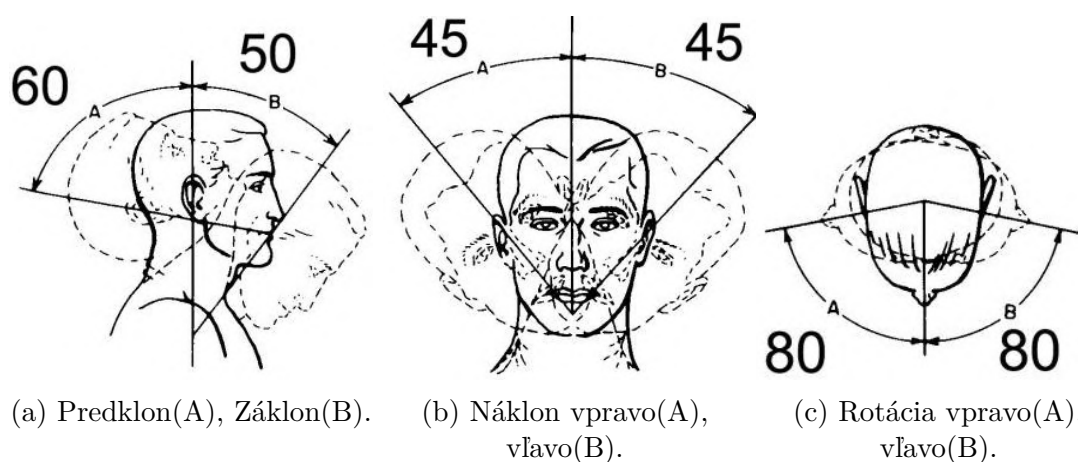 60
50
A
B
45
45
A
B
80
80
A
B
(a) Predklon(A), Záklon(B).
(b) Náklon vpravo(A),
vľavo(B).
(c) Rotácia vpravo(A)
vľavo(B).